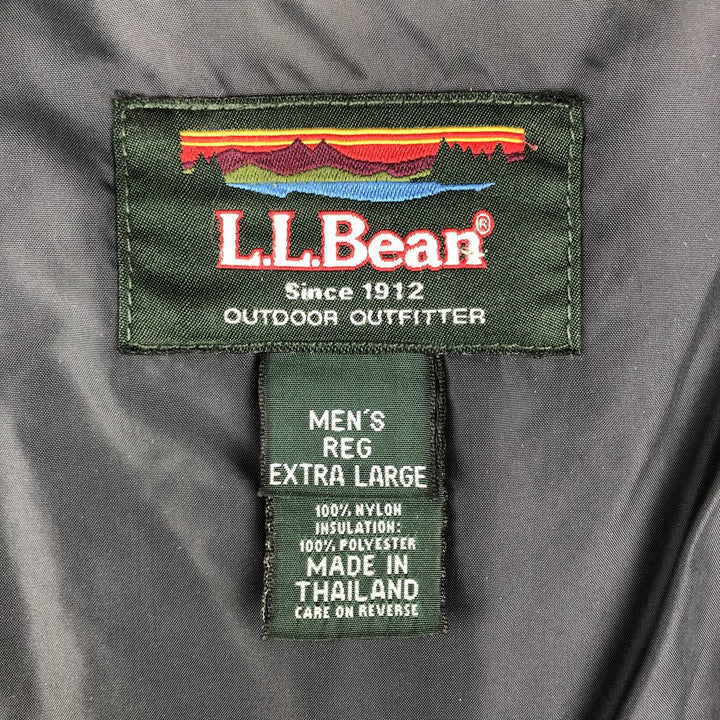 L.L.Bean®
Since 1912
OUTDOOR OUTFITTER
MEN'S
REG
EXTRA LARGE
100% NYLON
INSULATION:
100% POLYESTER
MADE IN
THAILAND
CARE ON REVERSE